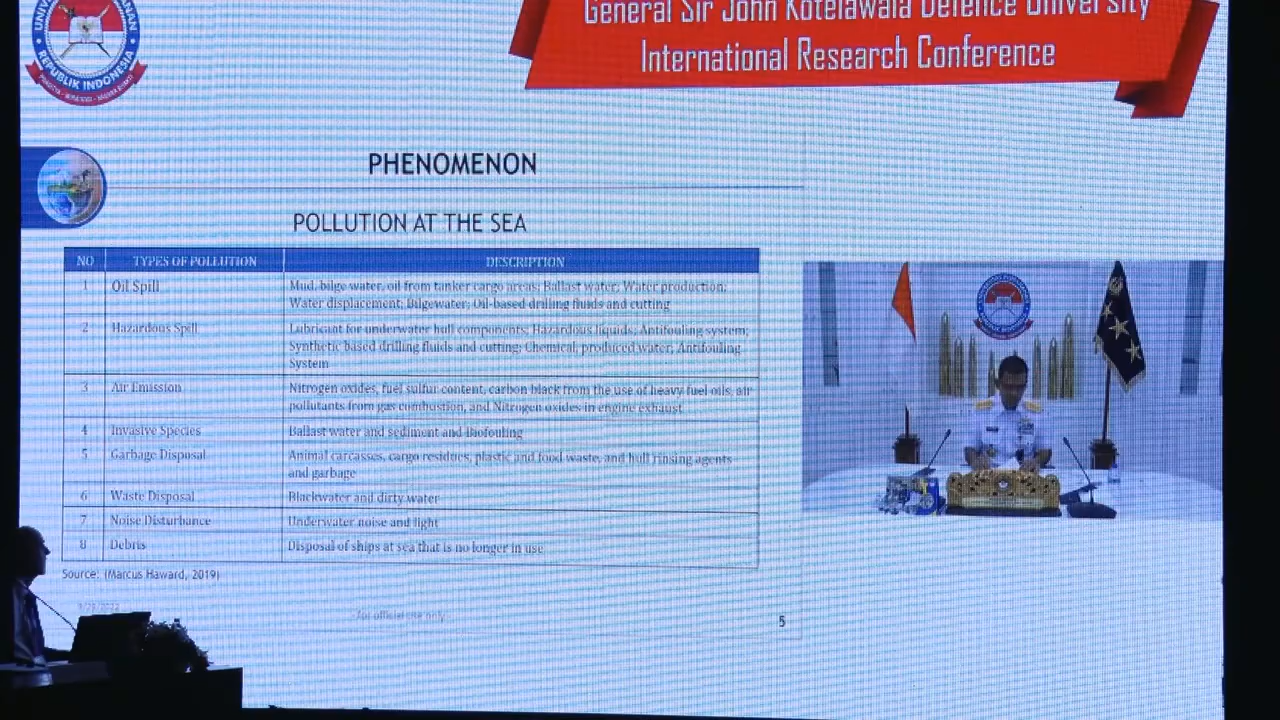 General Sir John Kotelawala Defence University
International Research Conference
REPUBLIK INDONESIA
PHENOMENON
POLLUTION AT THE SEA
NO TYPES OF POLLUTION DESCRIPTION
1 Oil Spill Mud, bilge water, oil from tanker cargo areas; Ballast water; Water production;
Water displacement; Bilgewater; Oil-based drilling fluids and cutting
2 Hazardous Spill Lubricant for underwater hull components; Hazardous liquids; Antifouling system;
Synthetic based drilling fluids and cutting; Chemical, produced water; Antifouling
System
3 Air Emission Nitrogen oxides, fuel sulfur content, carbon black from the use of heavy fuel oils, air
pollutants from gas combustion, and Nitrogen oxides in engine exhaust
4 Invasive Species Ballast water and sediment and Biofouling
5 Garbage Disposal Animal carcasses, cargo residues, plastic and food waste, and hull rinsing agents
and garbage
6 Waste Disposal Blackwater and dirty water
7 Noise Disturbance Underwater noise and light
8 Debris Disposal of ships at sea that is no longer in use
Source: (Marcus Haward, 2019)
- for official use only -
5